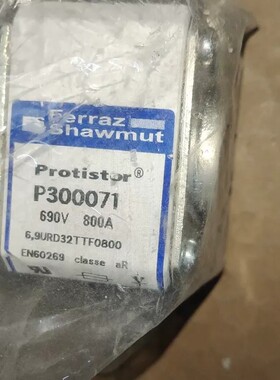 Ferraz
Shawmut
Protistor®
P300071
690V 800A
6,9URD32TTF0800
EN60269 classe aR